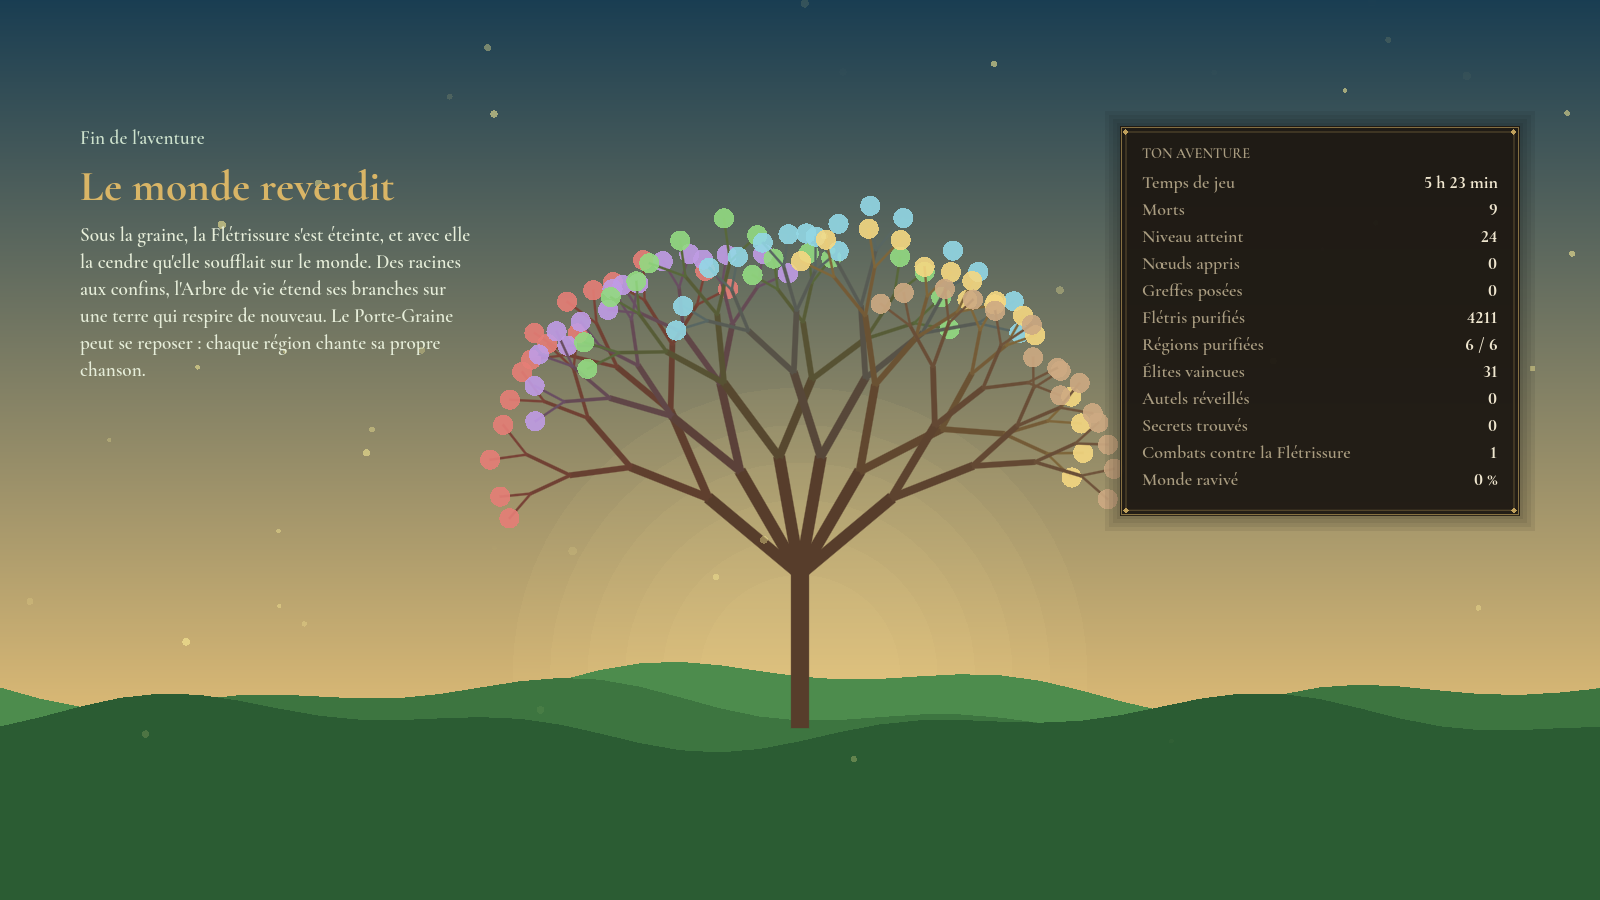 Fin de l'aventure
Le monde reverdit
Sous la graine, la Flétrissure s'est éteinte, et avec elle
la cendre qu'elle soufflait sur le monde. Des racines
aux confins, l'Arbre de vie étend ses branches sur
une terre qui respire de nouveau. Le Porte-Graine
peut se reposer : chaque région chante sa propre
chanson.
TON AVENTURE
Temps de jeu 5 h 23 min
Morts 9
Niveau atteint 24
Nœuds appris 0
Greffes posées 0
Flétris purifiés 4211
Régions purifiées 6 / 6
Élites vaincues 31
Autels réveillés 0
Secrets trouvés 0
Combats contre la Flétrissure 1
Monde ravivé 0 %